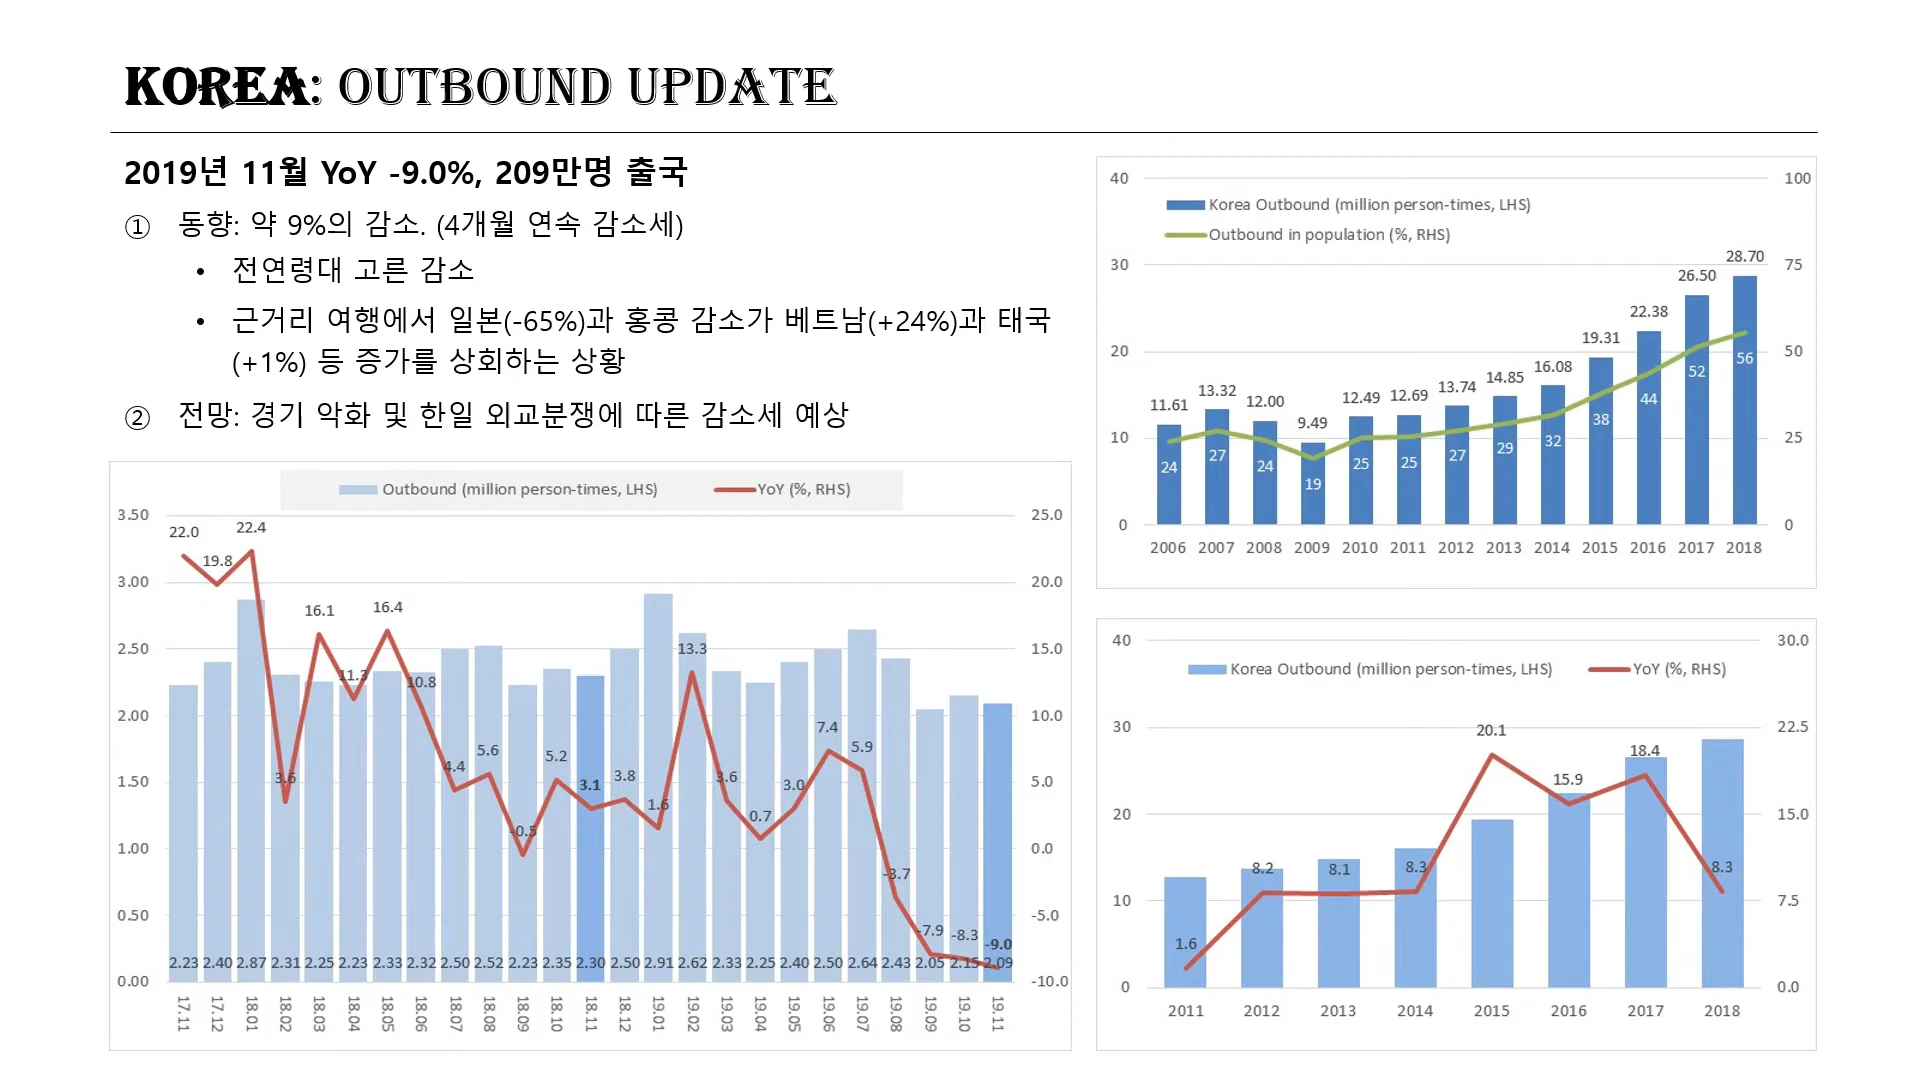 KOREA: OUTBOUND UPDATE
2019년 11월 YoY -9.0%, 209만명 출국
① 동향: 약 9%의 감소. (4개월 연속 감소세)
• 전연령대 고른 감소
• 근거리 여행에서 일본(-65%)과 홍콩 감소가 베트남(+24%)과 태국
(+1%) 등 증가를 상회하는 상황
② 전망: 경기 악화 및 한일 외교분쟁에 따른 감소세 예상
Outbound (million person-times, LHS) YoY (%, RHS)
3.50 3.00 2.50 2.00 1.50 1.00 0.50 0.00
25.0 20.0 15.0 10.0 5.0 0.0 -5.0 -10.0
22.0 19.8 22.4 3.6 16.1 11.3 16.4 10.8 4.4 5.6 -0.5 5.2 3.1 3.8 1.6 13.3 3.6 0.7 3.0 7.4 5.9 -3.7 -7.9 -8.3 -9.0
2.23 2.40 2.87 2.31 2.25 2.23 2.33 2.32 2.50 2.52 2.23 2.35 2.30 2.50 2.91 2.62 2.33 2.25 2.40 2.50 2.64 2.43 2.05 2.15 2.09
17.11 17.12 18.01 18.02 18.03 18.04 18.05 18.06 18.07 18.08 18.09 18.10 18.11 18.12 19.01 19.02 19.03 19.04 19.05 19.06 19.07 19.08 19.09 19.10 19.11
Korea Outbound (million person-times, LHS)
Outbound in population (%, RHS)
40 30 20 10 0
100 75 50 25 0
11.61 13.32 12.00 9.49 12.49 12.69 13.74 14.85 16.08 19.31 22.38 26.50 28.70
24 27 24 19 25 25 27 29 32 38 44 52 56
2006 2007 2008 2009 2010 2011 2012 2013 2014 2015 2016 2017 2018
Korea Outbound (million person-times, LHS) YoY (%, RHS)
40 30 20 10 0
30.0 22.5 15.0 7.5 0.0
1.6 8.2 8.1 8.3 20.1 15.9 18.4 8.3
2011 2012 2013 2014 2015 2016 2017 2018